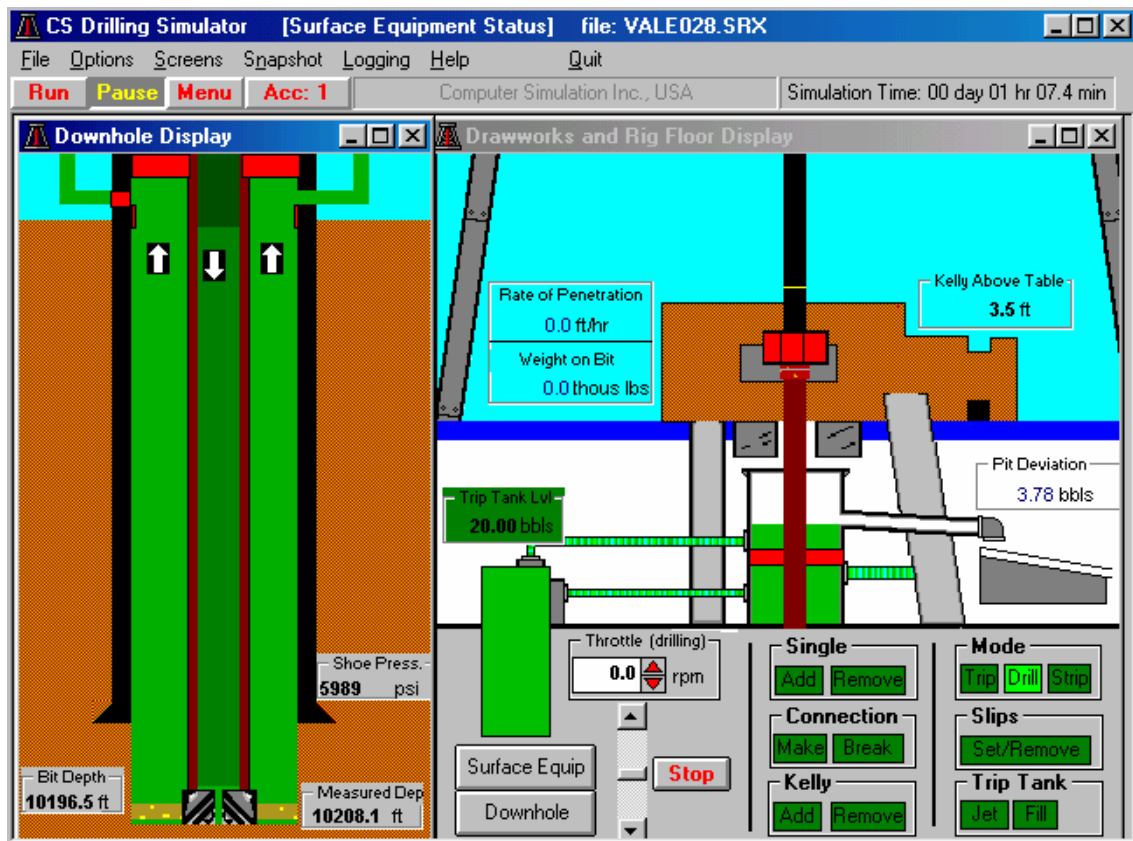 CS Drilling Simulator [Surface Equipment Status] file: VALE028.SRX
File Options Screens Snapshot Logging Help Quit
Run Pause Menu Acc: 1 Computer Simulation Inc., USA Simulation Time: 00 day 01 hr 07.4 min
Downhole Display
Shoe Press.
5989 psi
Bit Depth
10196.5 ft
Measured Dep
10208.1 ft
Drawworks and Rig Floor Display
Rate of Penetration
0.0 ft/hr
Weight on Bit
0.0 thous lbs
Kelly Above Table
3.5 ft
Pit Deviation
3.78 bbls
Trip Tank Lvl
20.00 bbls
Throttle (drilling)
0.0 rpm
Surface Equip
Downhole
Stop
Single
Add Remove
Connection
Make Break
Kelly
Add Remove
Mode
Trip Drill Strip
Slips
Set/Remove
Trip Tank
Jet Fill